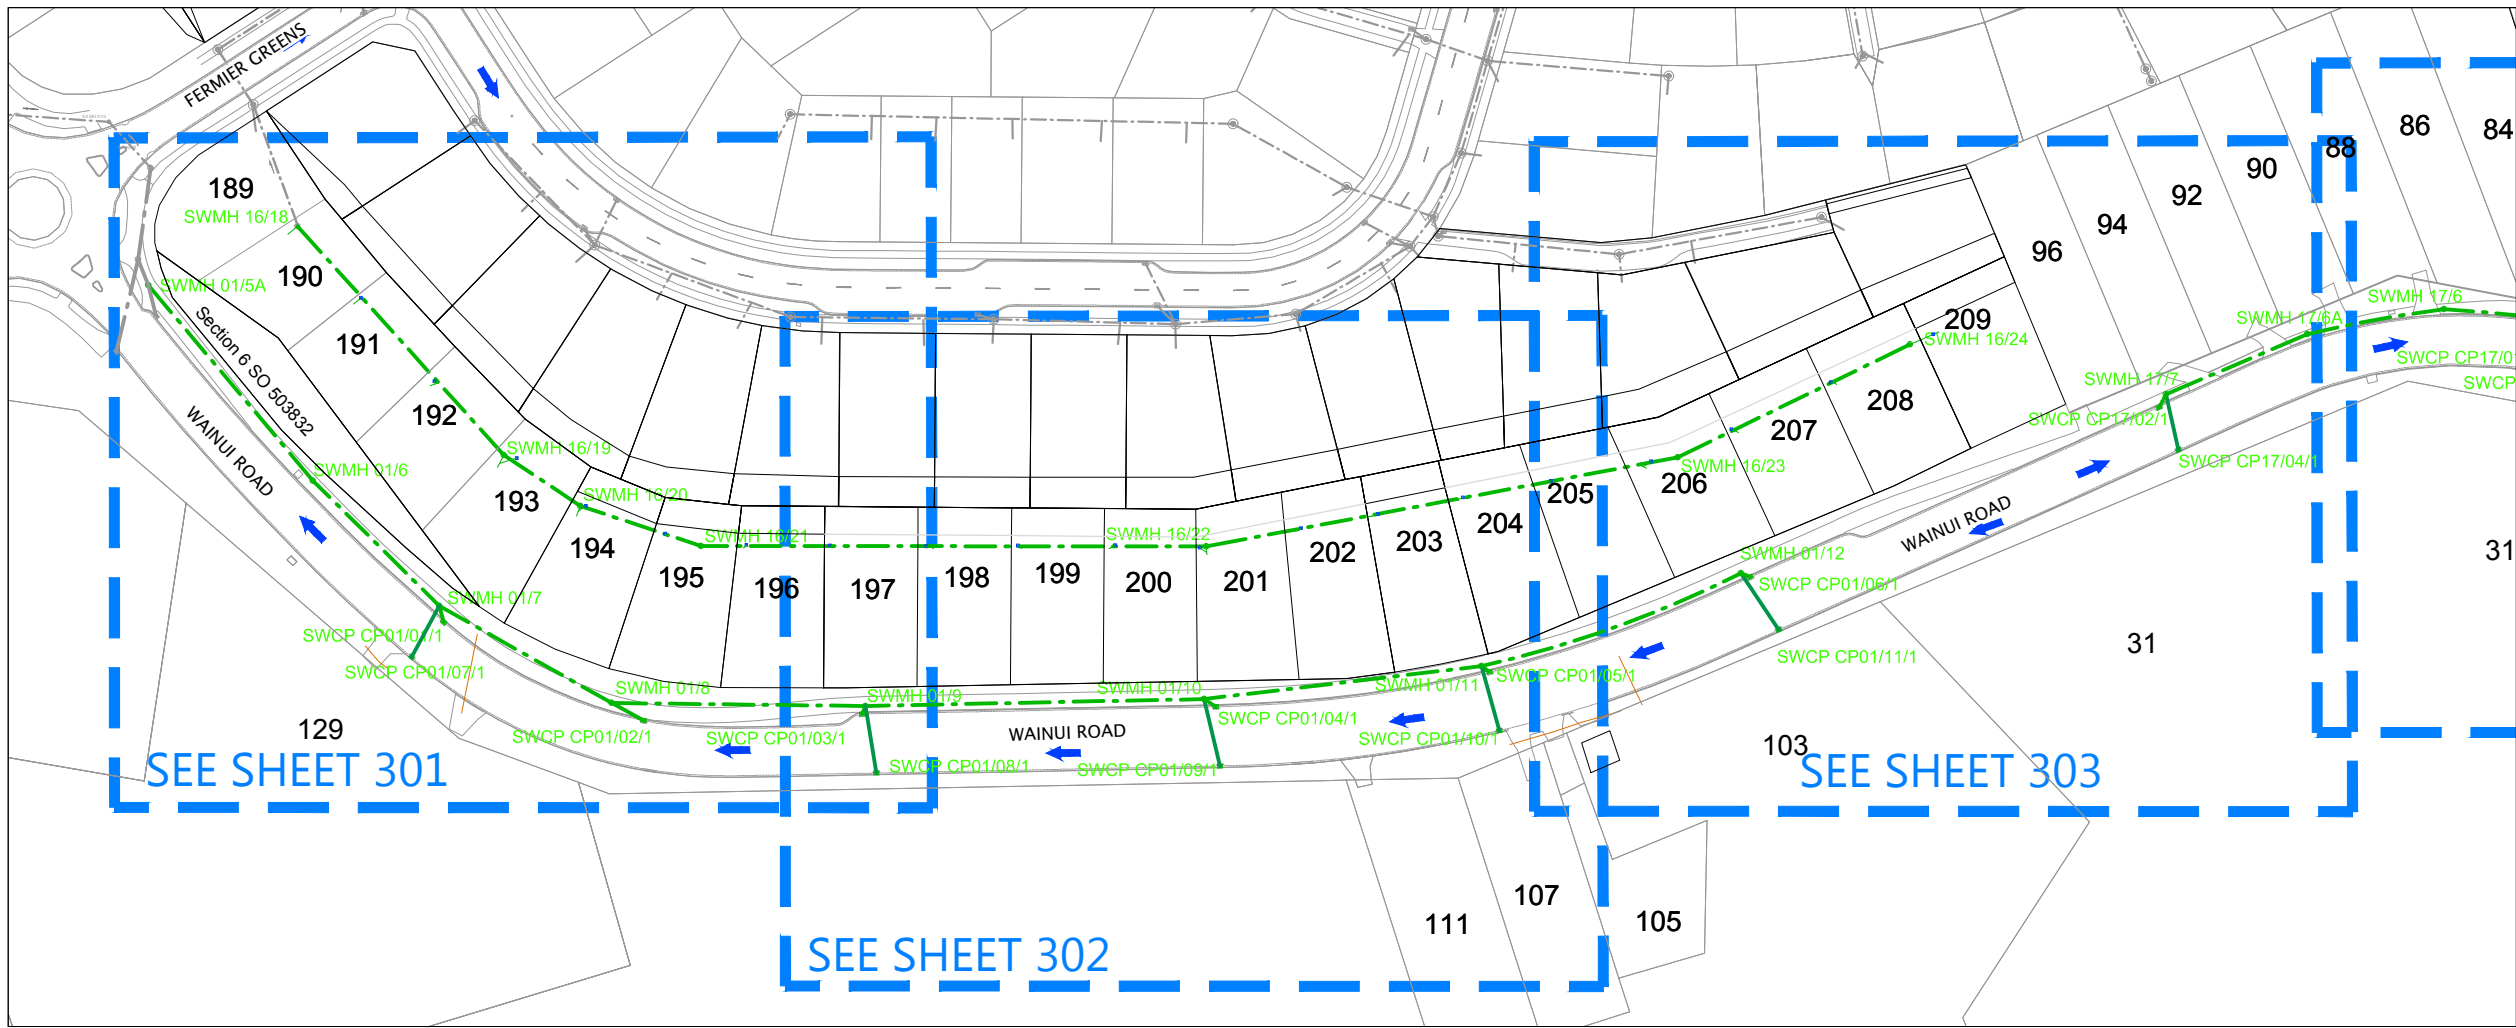 FERMIER GREENS
189
SWMH 16/18
190
SWMH 01/5A
Section 6 SO 503832
191
192
WAINUI ROAD
SWMH 16/19
SWMH 01/6
193
SWMH 16/20
194
SWMH 16/21
195
196
197
198
199
SWMH 16/22
200
201
202
203
204
205
206
SWMH 16/23
207
208
209
SWMH 16/24
96
94
92
90
88
86
84
SWMH 17/6
SWMH 17/6A
SWCP CP17/0
SWCP
SWMH 17/7
SWCP CP17/02/1
SWCP CP17/04/1
WAINUI ROAD
31
31
SWMH 01/12
SWCP CP01/06/1
SWCP CP01/11/1
SWMH 01/7
SWCP CP01/01/1
SWCP CP01/07/1
SWMH 01/8
SWCP CP01/02/1
SWMH 01/9
SWCP CP01/03/1
SWCP CP01/08/1
SWMH 01/10
SWCP CP01/04/1
WAINUI ROAD
SWCP CP01/09/1
SWMH 01/11
SWCP CP01/05/1
SWCP CP01/10/1
129
SEE SHEET 301
103
SEE SHEET 303
107
105
111
SEE SHEET 302